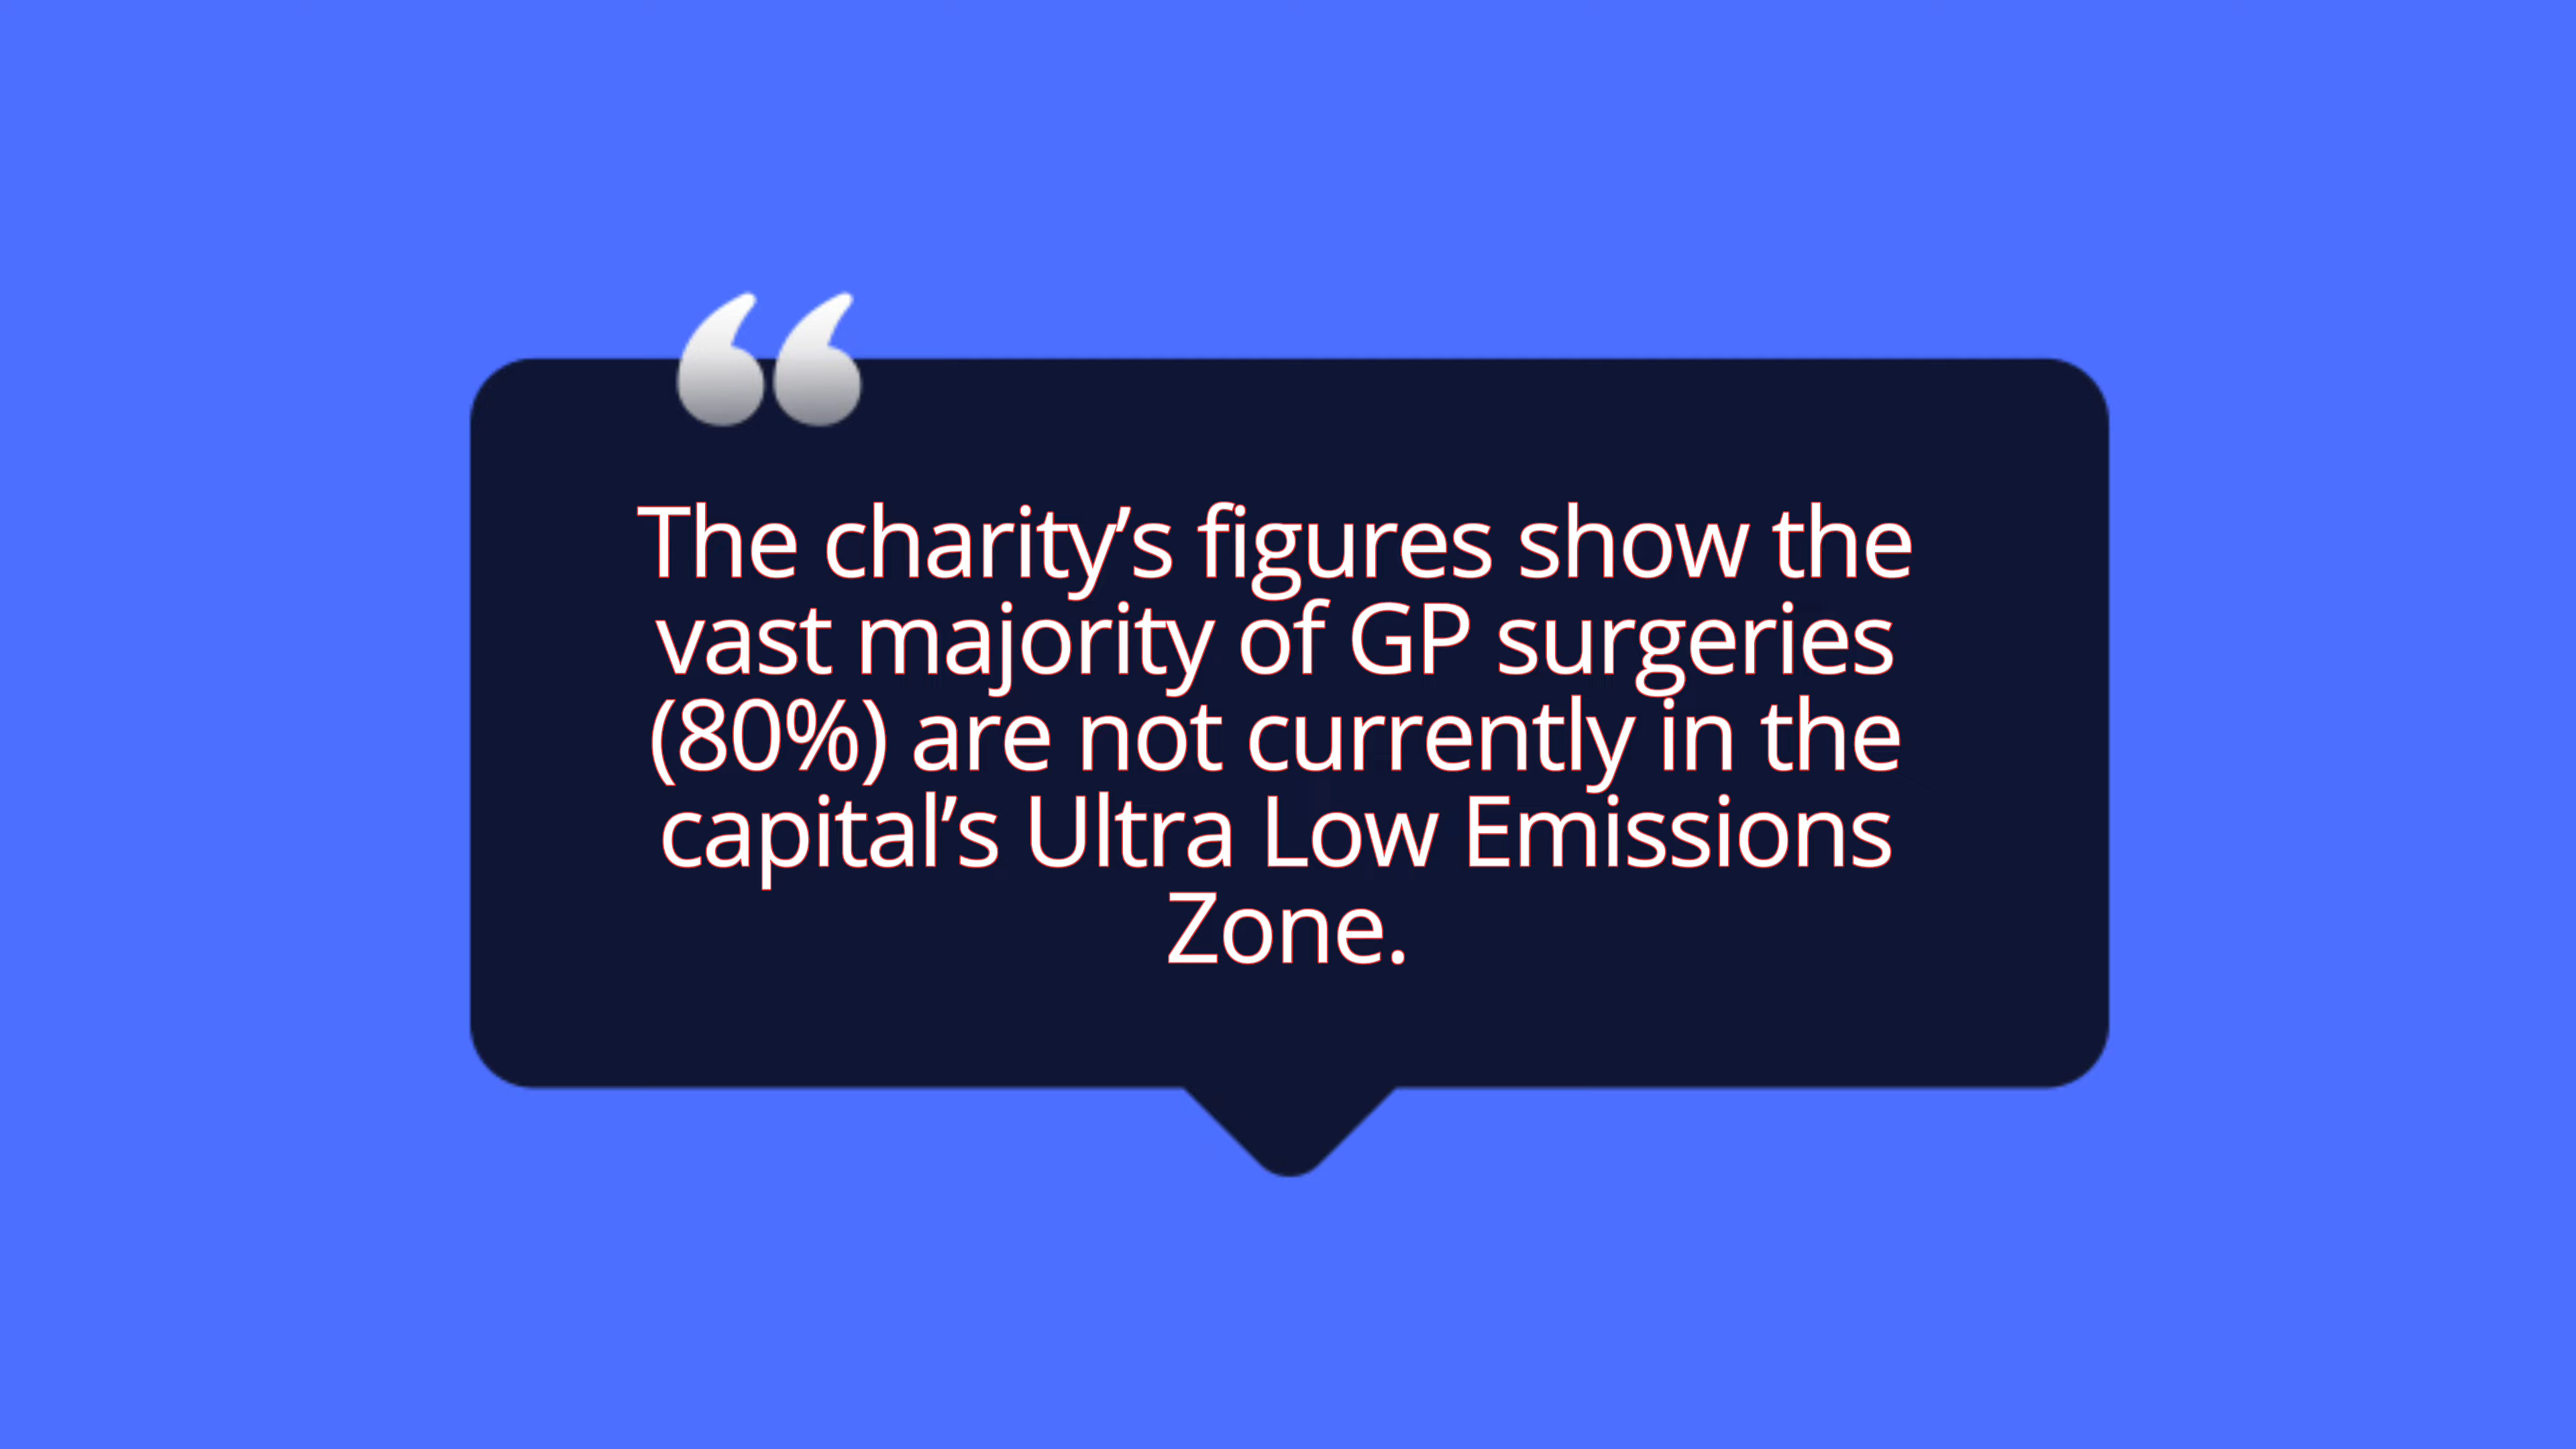 “
The charity’s figures show the
vast majority of GP surgeries
(80%) are not currently in the
capital’s Ultra Low Emissions
Zone.